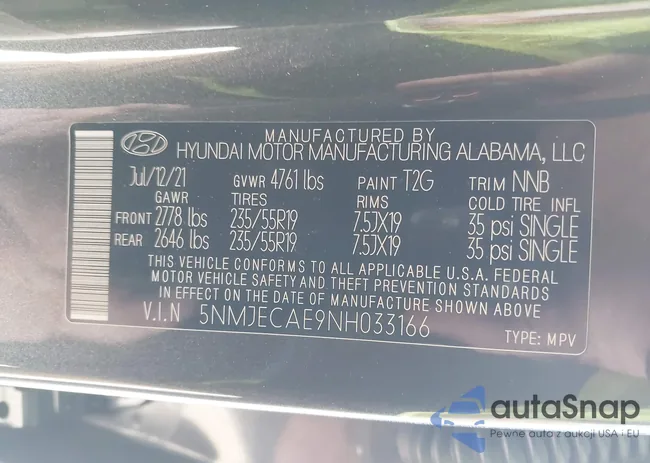 MANUFACTURED BY
HYUNDAI MOTOR MANUFACTURING ALABAMA, LLC
Jul/12/21 GVWR 4761 lbs PAINT T2G TRIM NNB
GAWR TIRES RIMS COLD TIRE INFL
FRONT 2778 lbs 235/55R19 7.5JX19 35 psi SINGLE
REAR 2646 lbs 235/55R19 7.5JX19 35 psi SINGLE
THIS VEHICLE CONFORMS TO ALL APPLICABLE U.S.A. FEDERAL
MOTOR VEHICLE SAFETY AND THEFT PREVENTION STANDARDS
IN EFFECT ON THE DATE OF MANUFACTURE SHOWN ABOVE
V.I.N 5NMJECAE9NH033166
TYPE: MPV
autaSnap
Pewne auta z aukcji USA i EU